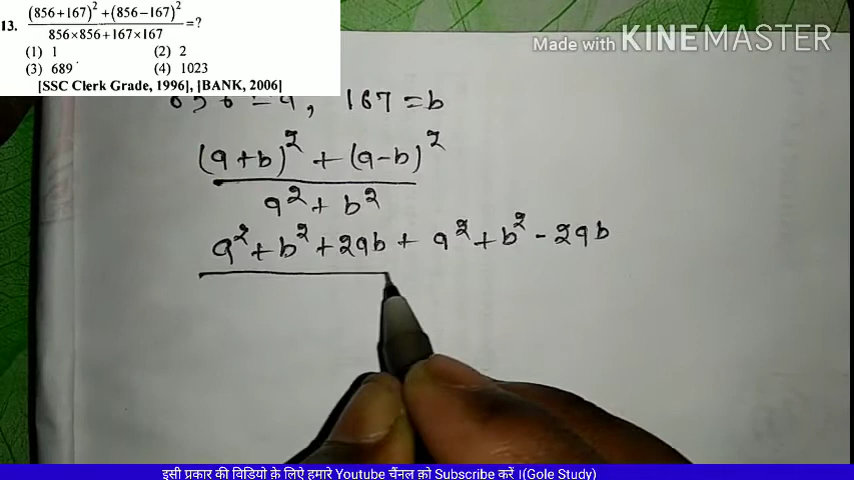 13. (856+167)² + (856−167)² / 856×856+167×167 = ?
(1) 1 (2) 2
(3) 689 (4) 1023
[SSC Clerk Grade, 1996], [BANK, 2006]
Made with KINEMASTER
856 = a, 167 = b
(a+b)² + (a-b)²
a² + b²
a² + b² + 2ab + a² + b² - 2ab
इसी प्रकार की विडियो के लिऐ हमारे Youtube चैंनल क़ो Subscribe करें ।(Gole Study)